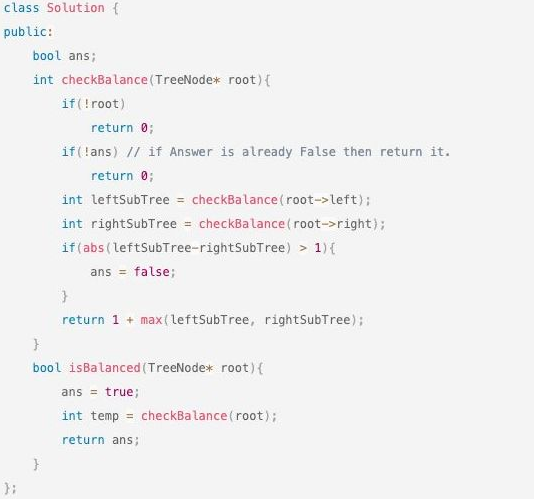 class Solution {
public:
    bool ans;
    int checkBalance(TreeNode* root){
        if(!root)
            return 0;
        if(!ans) // if Answer is already False then return it.
            return 0;
        int leftSubTree = checkBalance(root->left);
        int rightSubTree = checkBalance(root->right);
        if(abs(leftSubTree-rightSubTree) > 1){
            ans = false;
        }
        return 1 + max(leftSubTree, rightSubTree);
    }
    bool isBalanced(TreeNode* root){
        ans = true;
        int temp = checkBalance(root);
        return ans;
    }
};